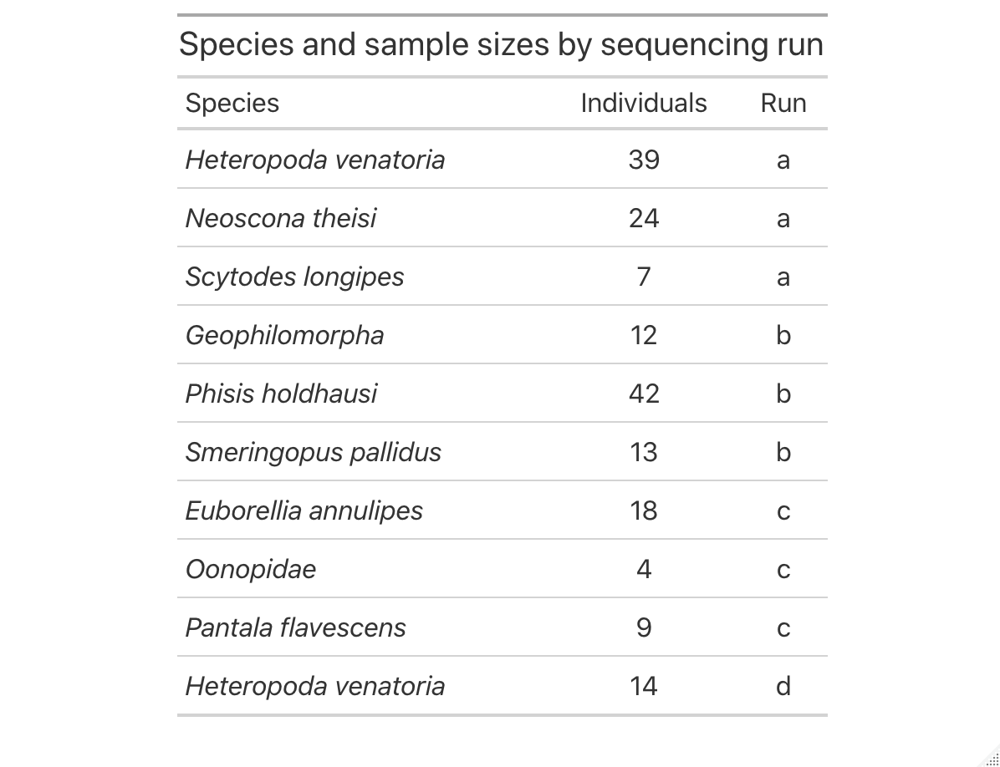 Species and sample sizes by sequencing run
Species Individuals Run
Heteropoda venatoria 39 a
Neoscona theisi 24 a
Scytodes longipes 7 a
Geophilomorpha 12 b
Phisis holdhausi 42 b
Smeringopus pallidus 13 b
Euborellia annulipes 18 c
Oonopidae 4 c
Pantala flavescens 9 c
Heteropoda venatoria 14 d